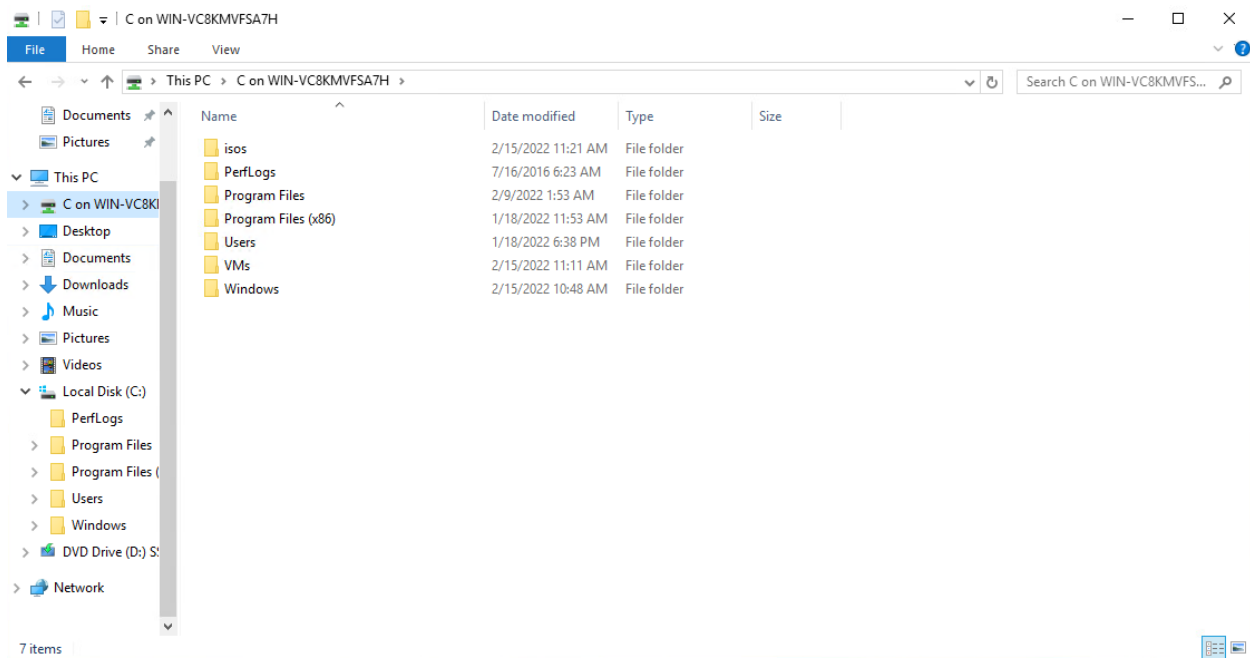 C on WIN-VC8KMVFSA7H
File Home Share View
This PC > C on WIN-VC8KMVFSA7H >
Search C on WIN-VC8KMVFS...
Documents
Pictures
This PC
C on WIN-VC8K
Desktop
Documents
Downloads
Music
Pictures
Videos
Local Disk (C:)
PerfLogs
Program Files
Program Files (
Users
Windows
DVD Drive (D:) S
Network
Name Date modified Type Size
isos 2/15/2022 11:21 AM File folder
PerfLogs 7/16/2016 6:23 AM File folder
Program Files 2/9/2022 1:53 AM File folder
Program Files (x86) 1/18/2022 11:53 AM File folder
Users 1/18/2022 6:38 PM File folder
VMs 2/15/2022 11:11 AM File folder
Windows 2/15/2022 10:48 AM File folder
7 items